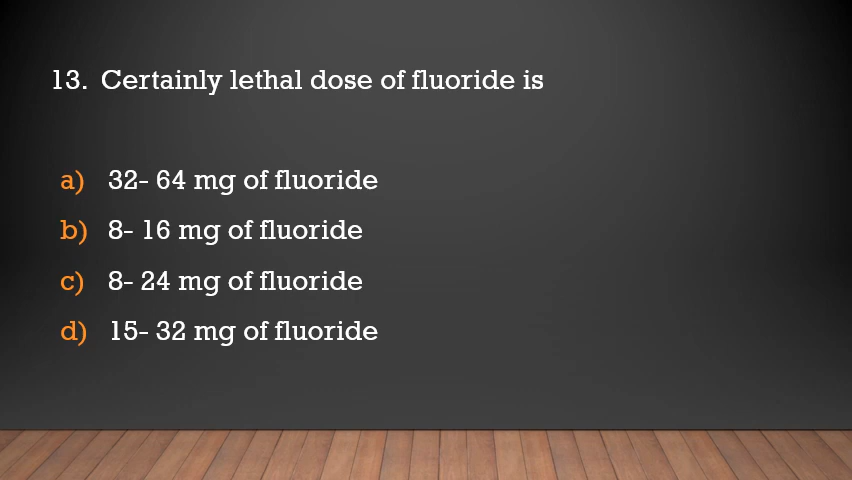 13. Certainly lethal dose of fluoride is
a) 32- 64 mg of fluoride
b) 8- 16 mg of fluoride
c) 8- 24 mg of fluoride
d) 15- 32 mg of fluoride